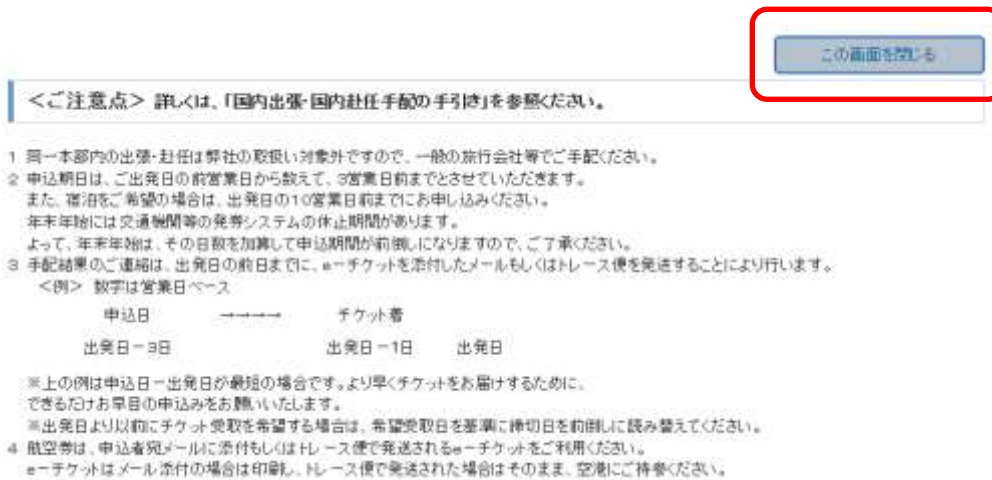 この画面を閉じる
<ご注意点> 詳しくは、「国内出張・国内赴任手配の手引き」を参照ください。
1 同一本部内の出張・赴任は弊社の取扱い対象外ですので、一般の旅行会社等でご手配ください。
2 申込期日は、ご出発日の前営業日から数えて、3営業日前までとさせていただきます。
また、宿泊をご希望の場合は、出発日の10営業日前までにお申し込みください。
年末年始には交通機関等の発券システムの休止期間があります。
よって、年末年始は、その日数を加算して申込期間が前倒しになりますので、ご了承ください。
3 手配結果のご連絡は、出発日の前日までに、eーチケットを添付したメールもしくはトレース便を発送することにより行います。
<例> 数字は営業日ベース
申込日 →→→→ チケット着
出発日-3日 出発日-1日 出発日
※上の例は申込日-出発日が最短の場合です。より早くチケットをお届けするために、
できるだけお早目の申込みをお願いいたします。
※出発日より以前にチケット受取を希望する場合は、希望受取日を基準に締切日を前倒しに読み替えてください。
4 航空券は、申込者宛メールに添付もしくはトレース便で発送されるeーチケットをご利用ください。
eーチケットはメール添付の場合は印刷し、トレース便で発送された場合はそのまま、空港にご持参ください。